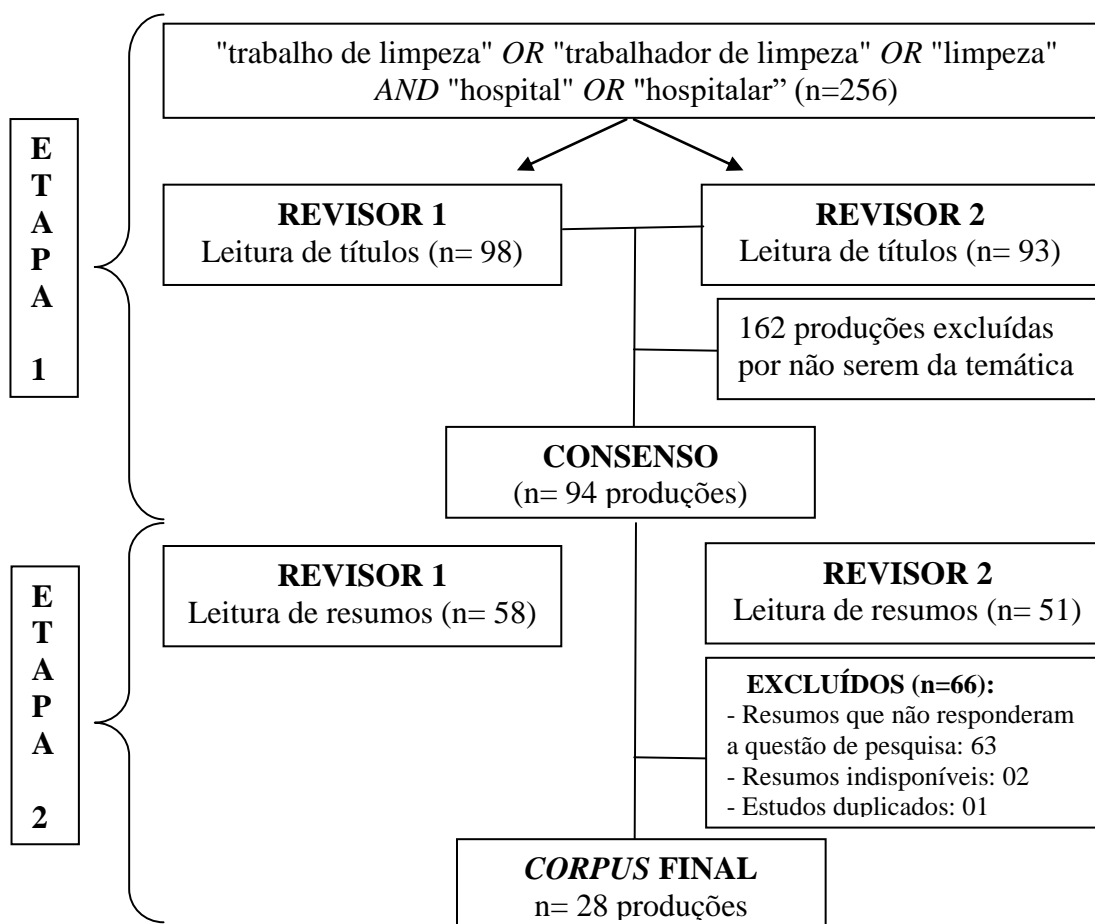 "trabalho de limpeza" OR "trabalhador de limpeza" OR "limpeza"
AND "hospital" OR "hospitalar” (n=256)
E
T
A
P
A
1
REVISOR 1
Leitura de títulos (n= 98)
REVISOR 2
Leitura de títulos (n= 93)
162 produções excluídas
por não serem da temática
CONSENSO
(n= 94 produções)
E
T
A
P
A
2
REVISOR 1
Leitura de resumos (n= 58)
REVISOR 2
Leitura de resumos (n= 51)
EXCLUÍDOS (n=66):
- Resumos que não responderam
a questão de pesquisa: 63
- Resumos indisponíveis: 02
- Estudos duplicados: 01
CORPUS FINAL
n= 28 produções